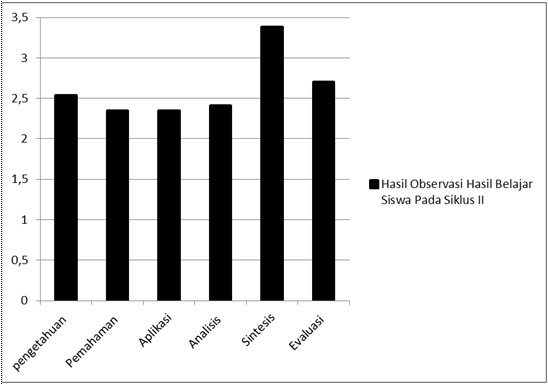 3,5
3
2,5
2
1,5
1
0,5
0
pengetahuan
Pemahaman
Aplikasi
Analisis
Sintesis
Evaluasi
Hasil Observasi Hasil Belajar
Siswa Pada Siklus II